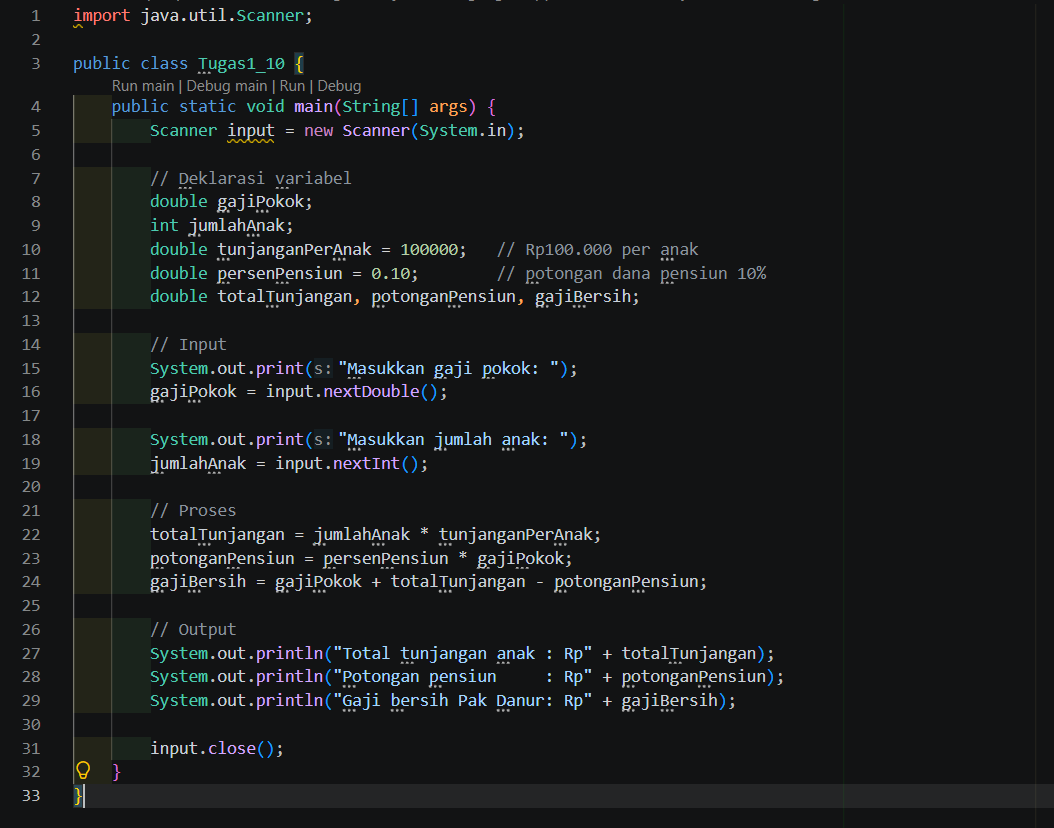 1 import java.util.Scanner;
2
3 public class Tugas1_10 {
Run main | Debug main | Run | Debug
4 public static void main(String[] args) {
5 Scanner input = new Scanner(System.in);
6
7 // Deklarasi variabel
8 double gajiPokok;
9 int jumlahAnak;
10 double tunjanganPerAnak = 100000; // Rp100.000 per anak
11 double persenPensiun = 0.10; // potongan dana pensiun 10%
12 double totalTunjangan, potonganPensiun, gajiBersih;
13
14 // Input
15 System.out.print(s: "Masukkan gaji pokok: ");
16 gajiPokok = input.nextDouble();
17
18 System.out.print(s: "Masukkan jumlah anak: ");
19 jumlahAnak = input.nextInt();
20
21 // Proses
22 totalTunjangan = jumlahAnak * tunjanganPerAnak;
23 potonganPensiun = persenPensiun * gajiPokok;
24 gajiBersih = gajiPokok + totalTunjangan - potonganPensiun;
25
26 // Output
27 System.out.println("Total tunjangan anak : Rp" + totalTunjangan);
28 System.out.println("Potongan pensiun     : Rp" + potonganPensiun);
29 System.out.println("Gaji bersih Pak Danur: Rp" + gajiBersih);
30
31 input.close();
32 }
33 }